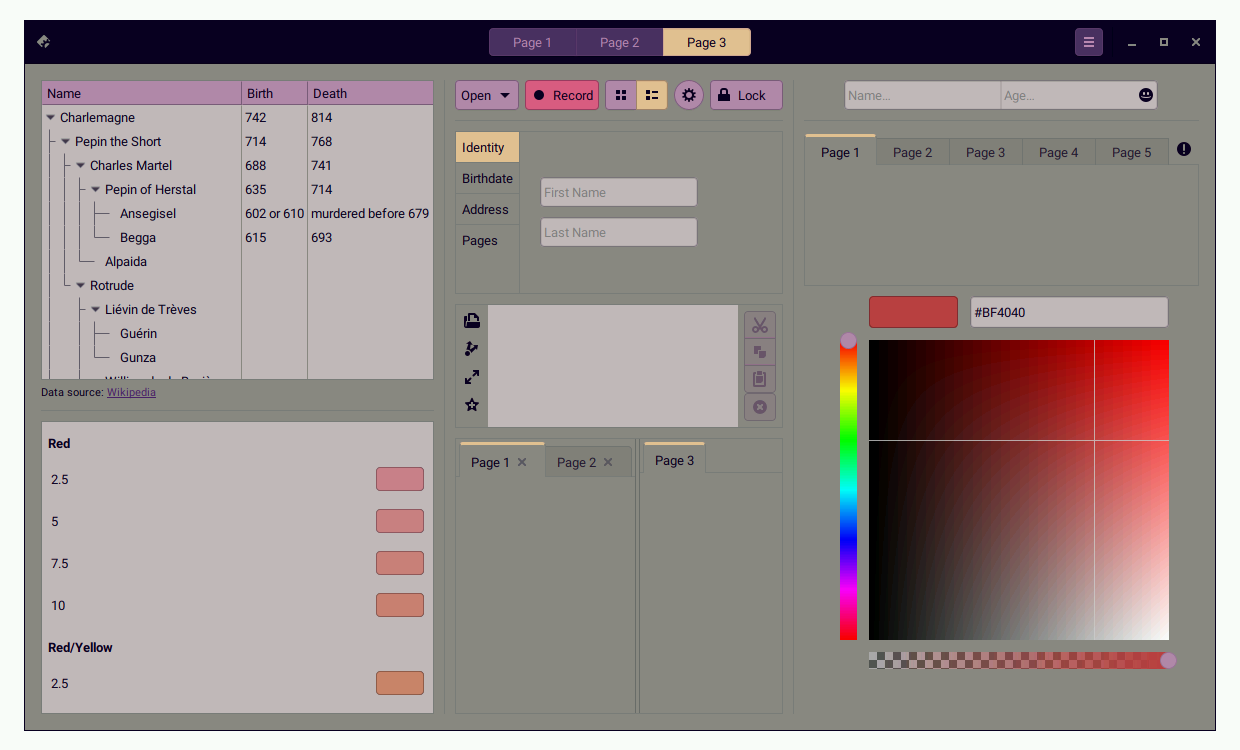 Page 1 Page 2 Page 3
Name Birth Death
Charlemagne 742 814
Pepin the Short 714 768
Charles Martel 688 741
Pepin of Herstal 635 714
Ansegisel 602 or 610 murdered before 679
Begga 615 693
Alpaida
Rotrude
Liévin de Trèves
Guérin
Gunza
Data source: Wikipedia
Red
2.5
5
7.5
10
Red/Yellow
2.5
Open Record Lock
Identity
Birthdate
Address
Pages
First Name
Last Name
Page 1 Page 2 Page 3
Name... Age...
Page 1 Page 2 Page 3 Page 4 Page 5
#BF4040